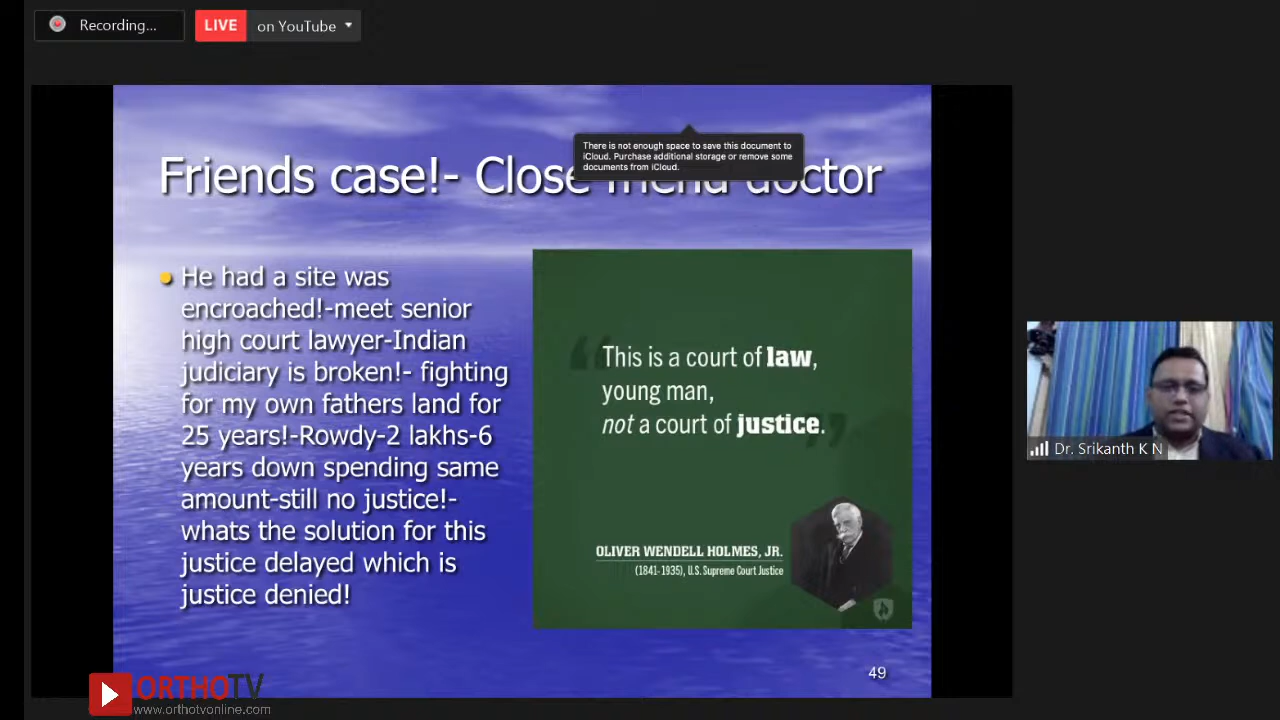 Recording...
LIVE on YouTube
There is not enough space to save this document to
iCloud. Purchase additional storage or remove some
documents from iCloud.
Friends case!- Close friend doctor
He had a site was
encroached!-meet senior
high court lawyer-Indian
judiciary is broken!- fighting
for my own fathers land for
25 years!-Rowdy-2 lakhs-6
years down spending same
amount-still no justice!-
whats the solution for this
justice delayed which is
justice denied!
“This is a court of law,
young man,
not a court of justice.”
OLIVER WENDELL HOLMES, JR.
(1841-1935), U.S. Supreme Court Justice
49
Dr. Srikanth K N
ORTHOTV
www.orthotvonline.com